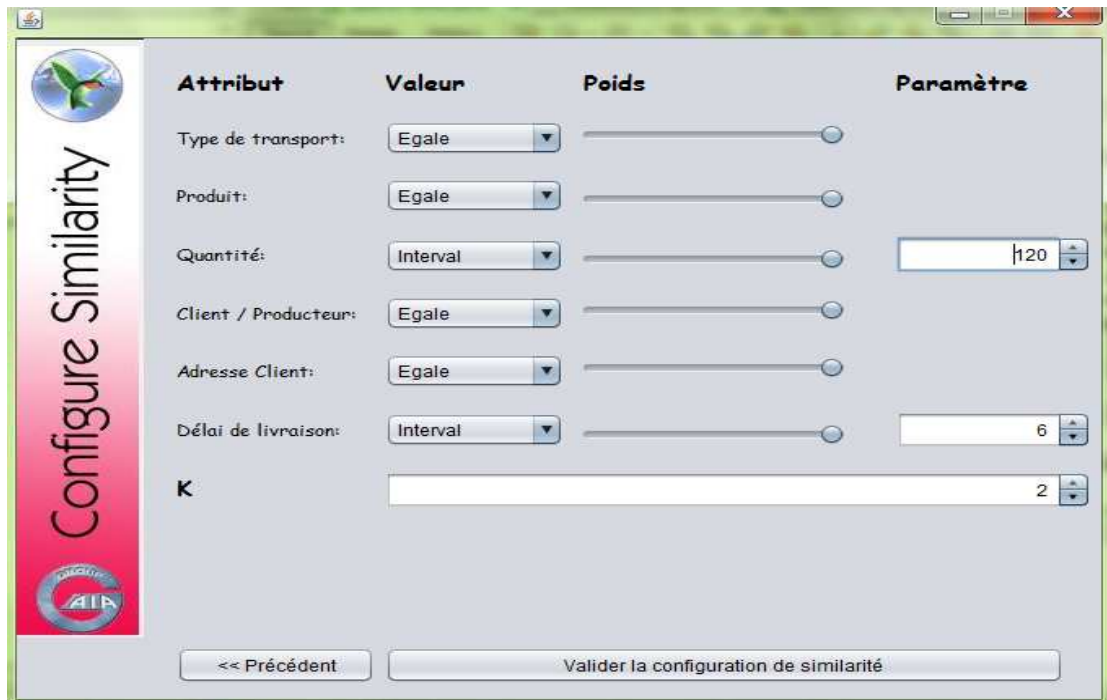 Configure Similarity
GAIA
Attribut Valeur Poids Paramètre
Type de transport: Egale
Produit: Egale
Quantité: Interval 120
Client / Producteur: Egale
Adresse Client: Egale
Délai de livraison: Interval 6
K 2
<< Précédent Valider la configuration de similarité